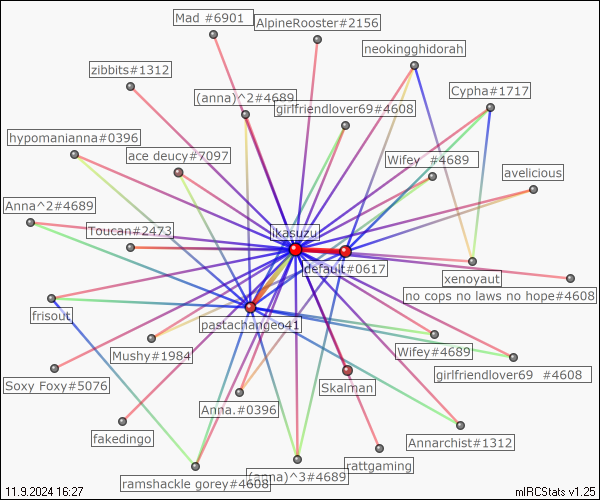 Mad #6901
AlpineRooster#2156
neokingghidorah
zibbits#1312
Cypha#1717
(anna)^2#4689
girlfriendlover69#4608
hypomanianna#0396
ace deucy#7097
Wifey #4689
avelicious
Anna^2#4689
Toucan#2473
ikasuzu
default#0617
xenoyaut
no cops no laws no hope#4608
frisout
pastachangeo41
Mushy#1984
Wifey#4689
girlfriendlover69 #4608
Soxy Foxy#5076
Skalman
Anna.#0396
fakedingo
Annarchist#1312
rattgaming
(anna)^3#4689
ramshackle gorey#4608
11.9.2024 16:27
mIRCStats v1.25